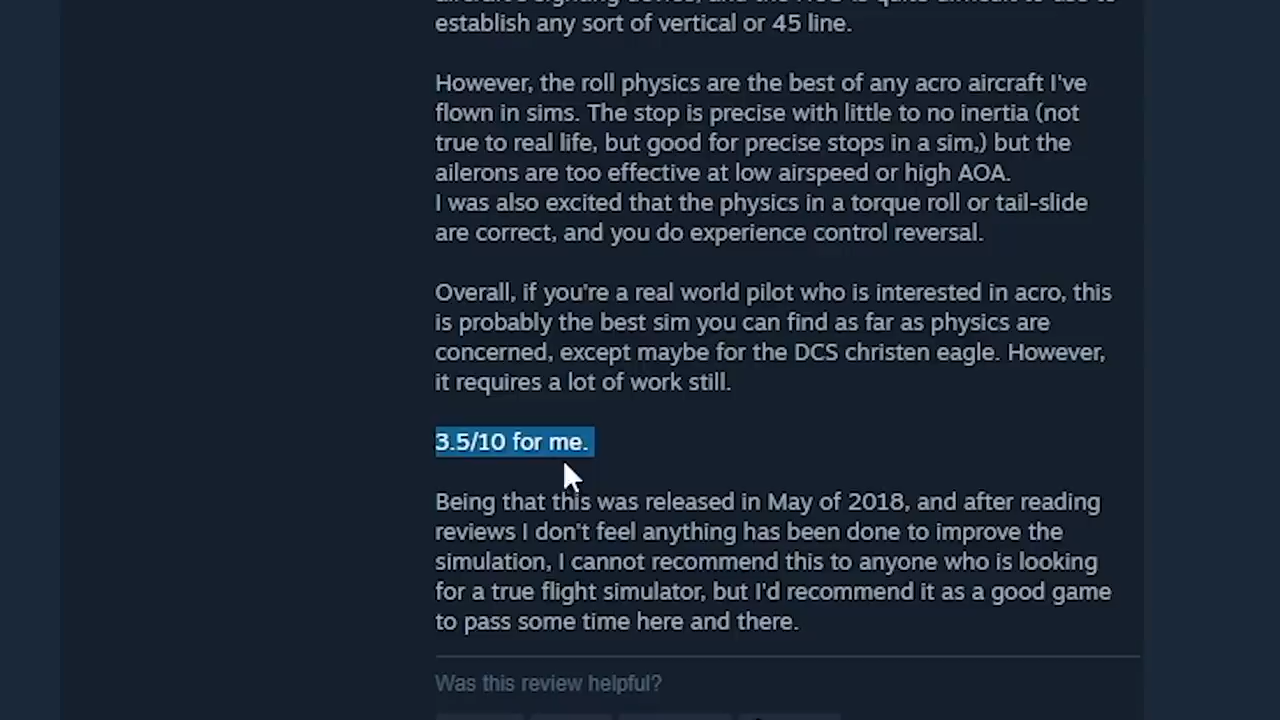 establish any sort of vertical or 45 line.
However, the roll physics are the best of any acro aircraft I've
flown in sims. The stop is precise with little to no inertia (not
true to real life, but good for precise stops in a sim,) but the
ailerons are too effective at low airspeed or high AOA.
I was also excited that the physics in a torque roll or tail-slide
are correct, and you do experience control reversal.
Overall, if you're a real world pilot who is interested in acro, this
is probably the best sim you can find as far as physics are
concerned, except maybe for the DCS christen eagle. However,
it requires a lot of work still.
3.5/10 for me.
Being that this was released in May of 2018, and after reading
reviews I don't feel anything has been done to improve the
simulation, I cannot recommend this to anyone who is looking
for a true flight simulator, but I'd recommend it as a good game
to pass some time here and there.
Was this review helpful?